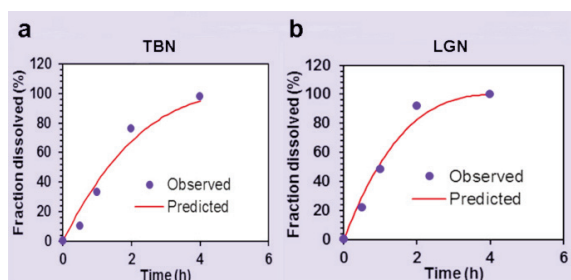 a
TBN
Fraction dissolved (%)
120
100
80
60
40
20
0
Observed
Predicted
0
2
4
6
Time (h)
b
LGN
Fraction dissolved (%)
120
100
80
60
40
20
0
Observed
Predicted
0
2
4
6
Time (h)